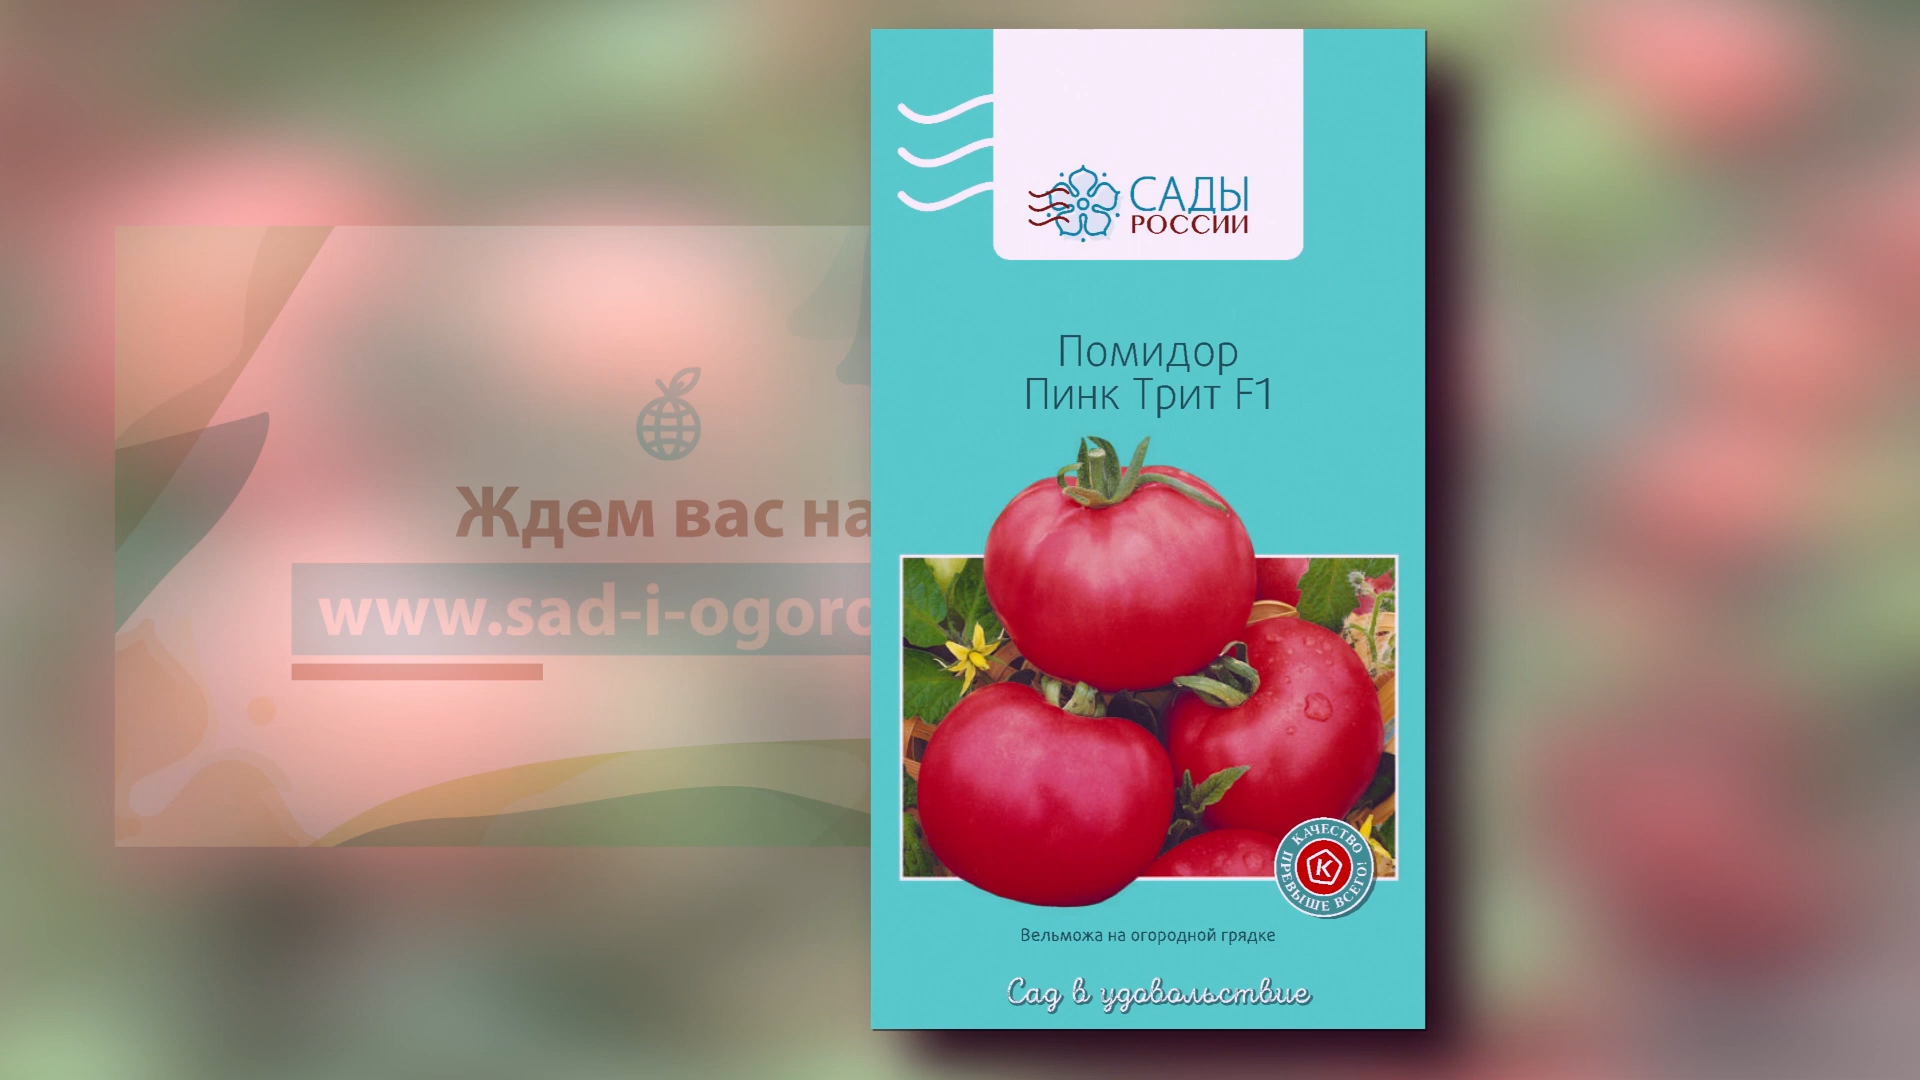 САДЫ
РОССИИ
Помидор
Пинк Трит F1
Ждем вас на
www.sad-i-ogoro
КАЧЕСТВО
ПРЕВЫШЕ ВСЕГО!
К
Вельможа на огородной грядке
Сад в удовольствие